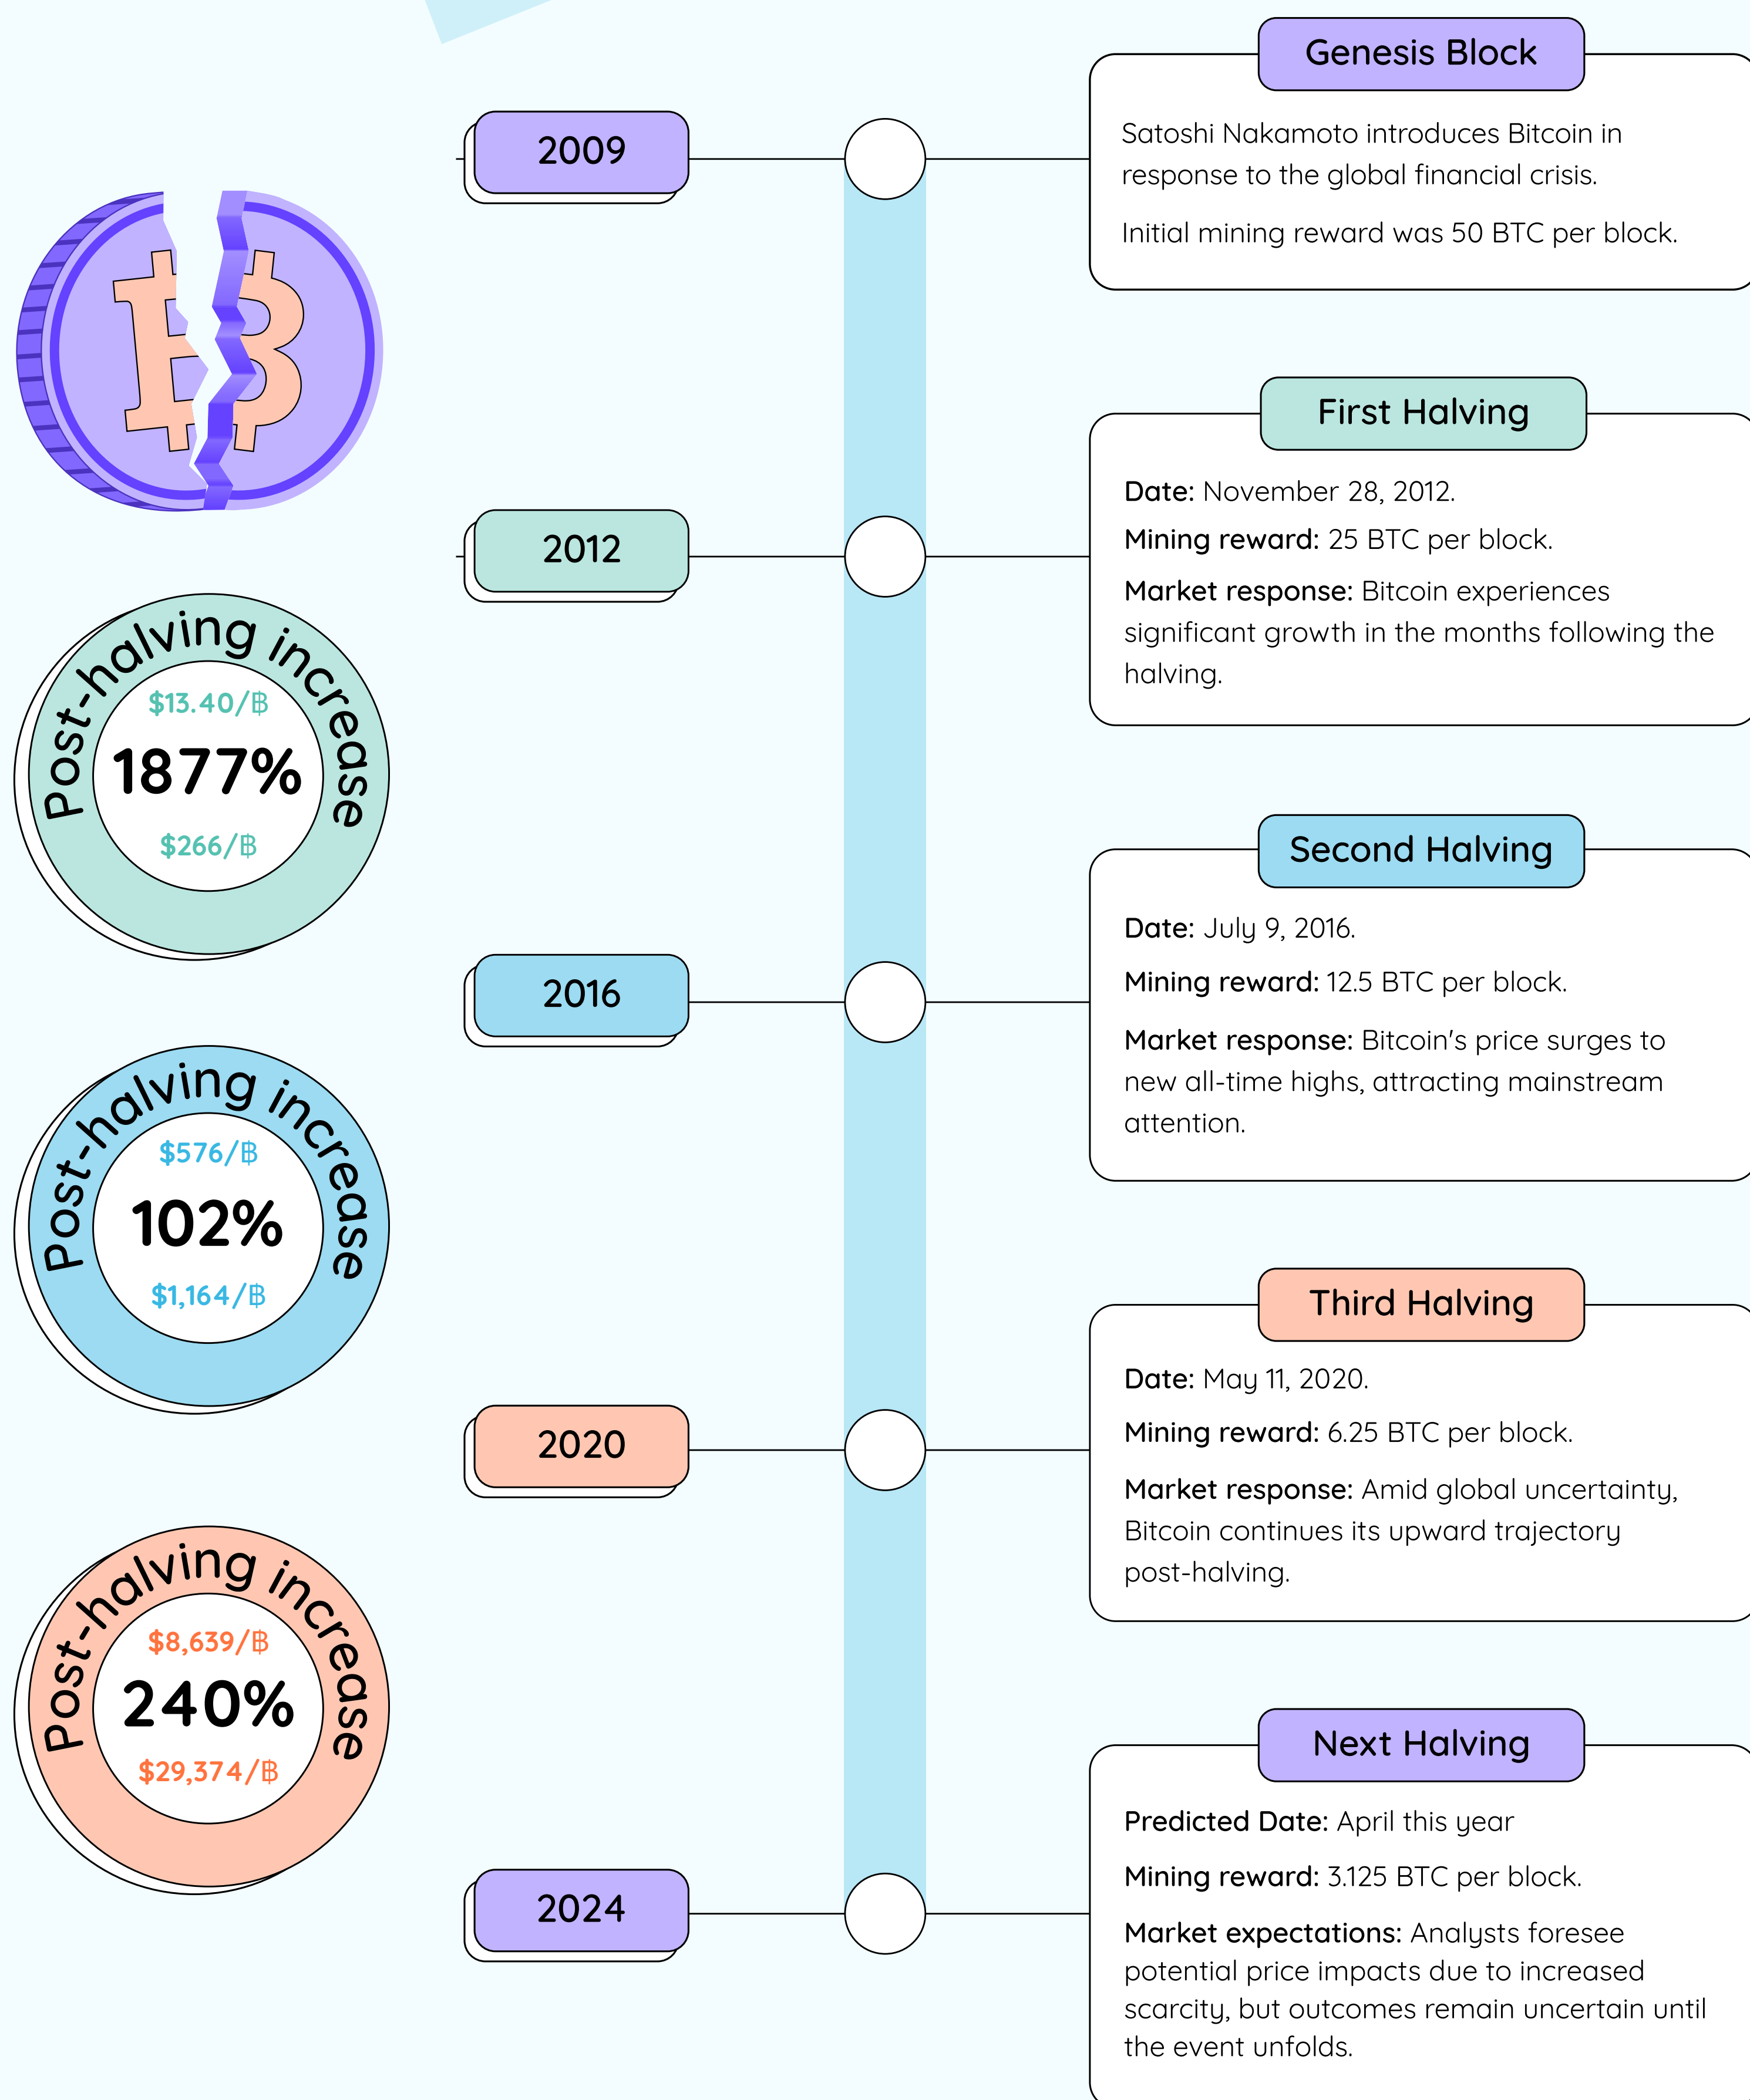 Genesis Block
2009
Satoshi Nakamoto introduces Bitcoin in
response to the global financial crisis.
Initial mining reward was 50 BTC per block.
First Halving
2012
Date: November 28, 2012.
Mining reward: 25 BTC per block.
Market response: Bitcoin experiences
significant growth in the months following the
halving.
Post-halving increase
$13.40/₿
1877%
$266/₿
Second Halving
2016
Date: July 9, 2016.
Mining reward: 12.5 BTC per block.
Market response: Bitcoin's price surges to
new all-time highs, attracting mainstream
attention.
Post-halving increase
$576/₿
102%
$1,164/₿
Third Halving
2020
Date: May 11, 2020.
Mining reward: 6.25 BTC per block.
Market response: Amid global uncertainty,
Bitcoin continues its upward trajectory
post-halving.
Post-halving increase
$8,639/₿
240%
$29,374/₿
Next Halving
2024
Predicted Date: April this year
Mining reward: 3.125 BTC per block.
Market expectations: Analysts foresee
potential price impacts due to increased
scarcity, but outcomes remain uncertain until
the event unfolds.